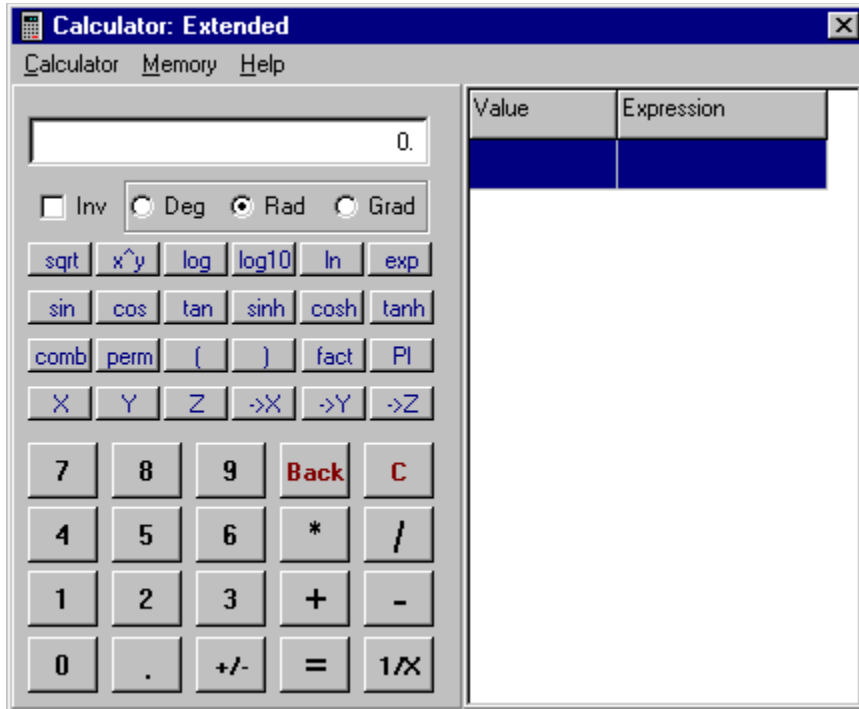 Calculator: Extended
Calculator Memory Help
Value Expression
0.
Inv Deg Rad Grad
sqrt x^y log log10 ln exp
sin cos tan sinh cosh tanh
comb perm ( ) fact PI
X Y Z ->X ->Y ->Z
7 8 9 Back C
4 5 6 * /
1 2 3 + -
0 . +/- = 1/X